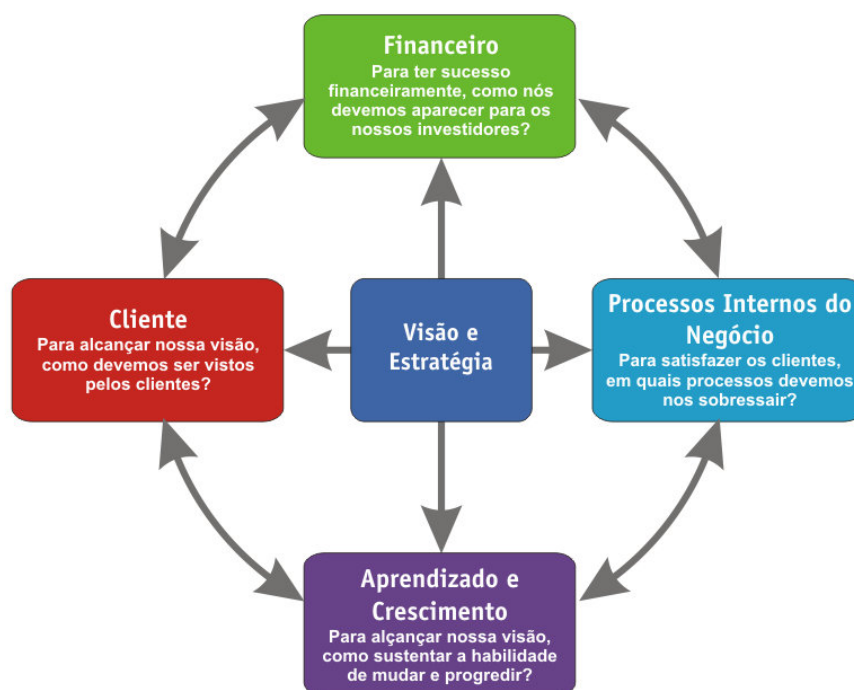 Financeiro
Para ter sucesso
financeiramente, como nós
devemos aparecer para os
nossos investidores?
Cliente
Para alcançar nossa visão,
como devemos ser vistos
pelos clientes?
Visão e
Estratégia
Processos Internos do
Negócio
Para satisfazer os clientes,
em quais processos devemos
nos sobressair?
Aprendizado e
Crescimento
Para alçançar nossa visão,
como sustentar a habilidade
de mudar e progredir?